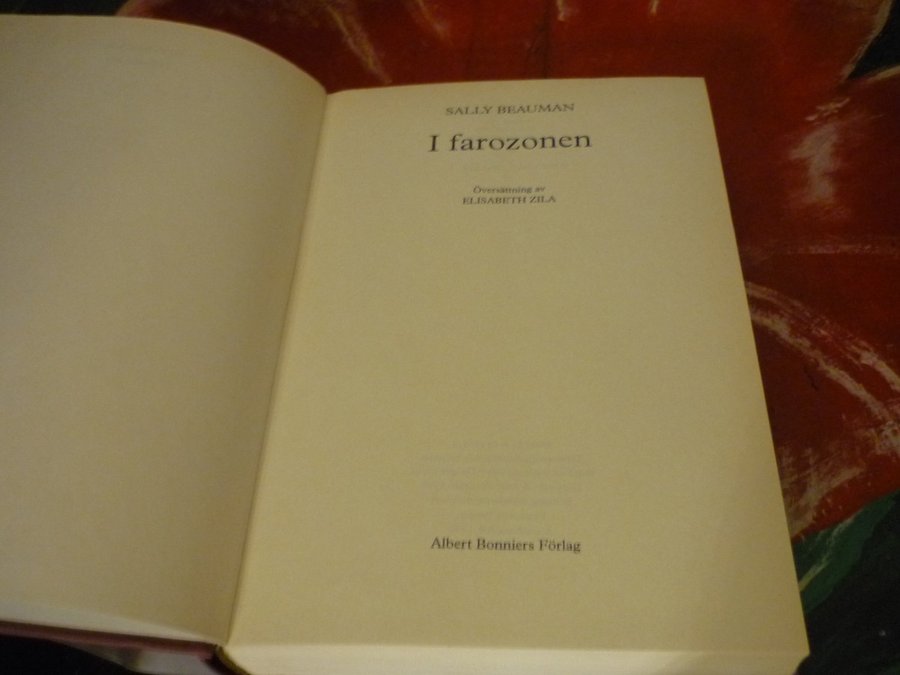 SALLY BEAUMAN
I farozonen
Översättning av
ELISABETH ZILA
Albert Bonniers Förlag